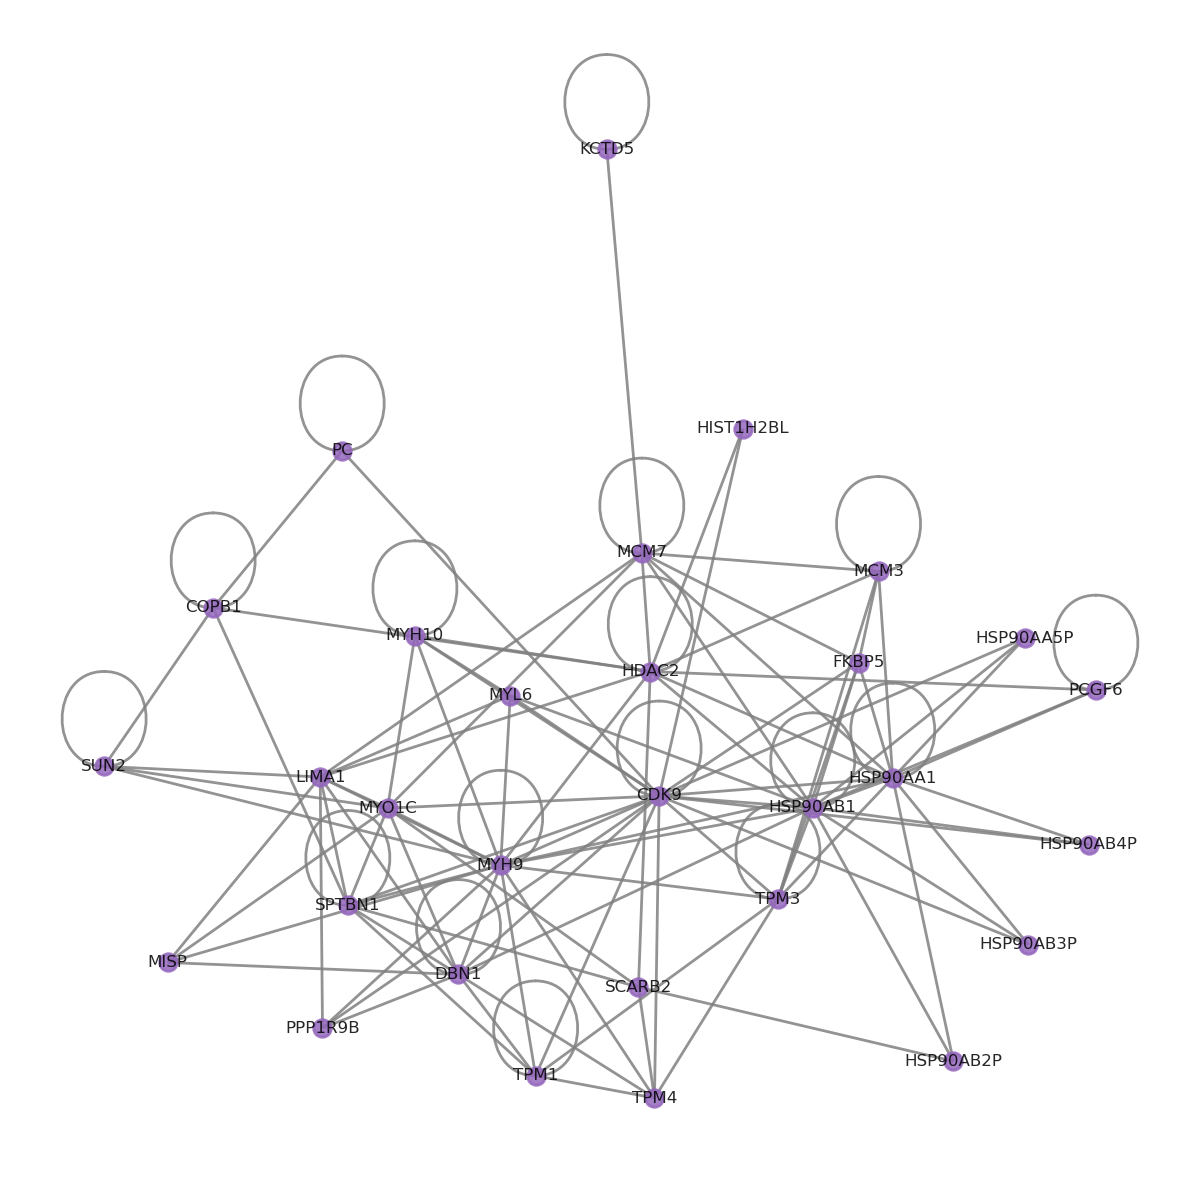 KCTD5
HIST1H2BL
PC
MCM7
MCM3
COPB1
MYH10
HSP90AA5P
FKBP5
HDAC2
PCGF6
MYL6
SUN2
LIMA1
HSP90AA1
CDK9
MYO1C
HSP90AB1
HSP90AB4P
MYH9
TPM3
SPTBN1
HSP90AB3P
MISP
DBN1
SCARB2
PPP1R9B
HSP90AB2P
TPM1
TPM4